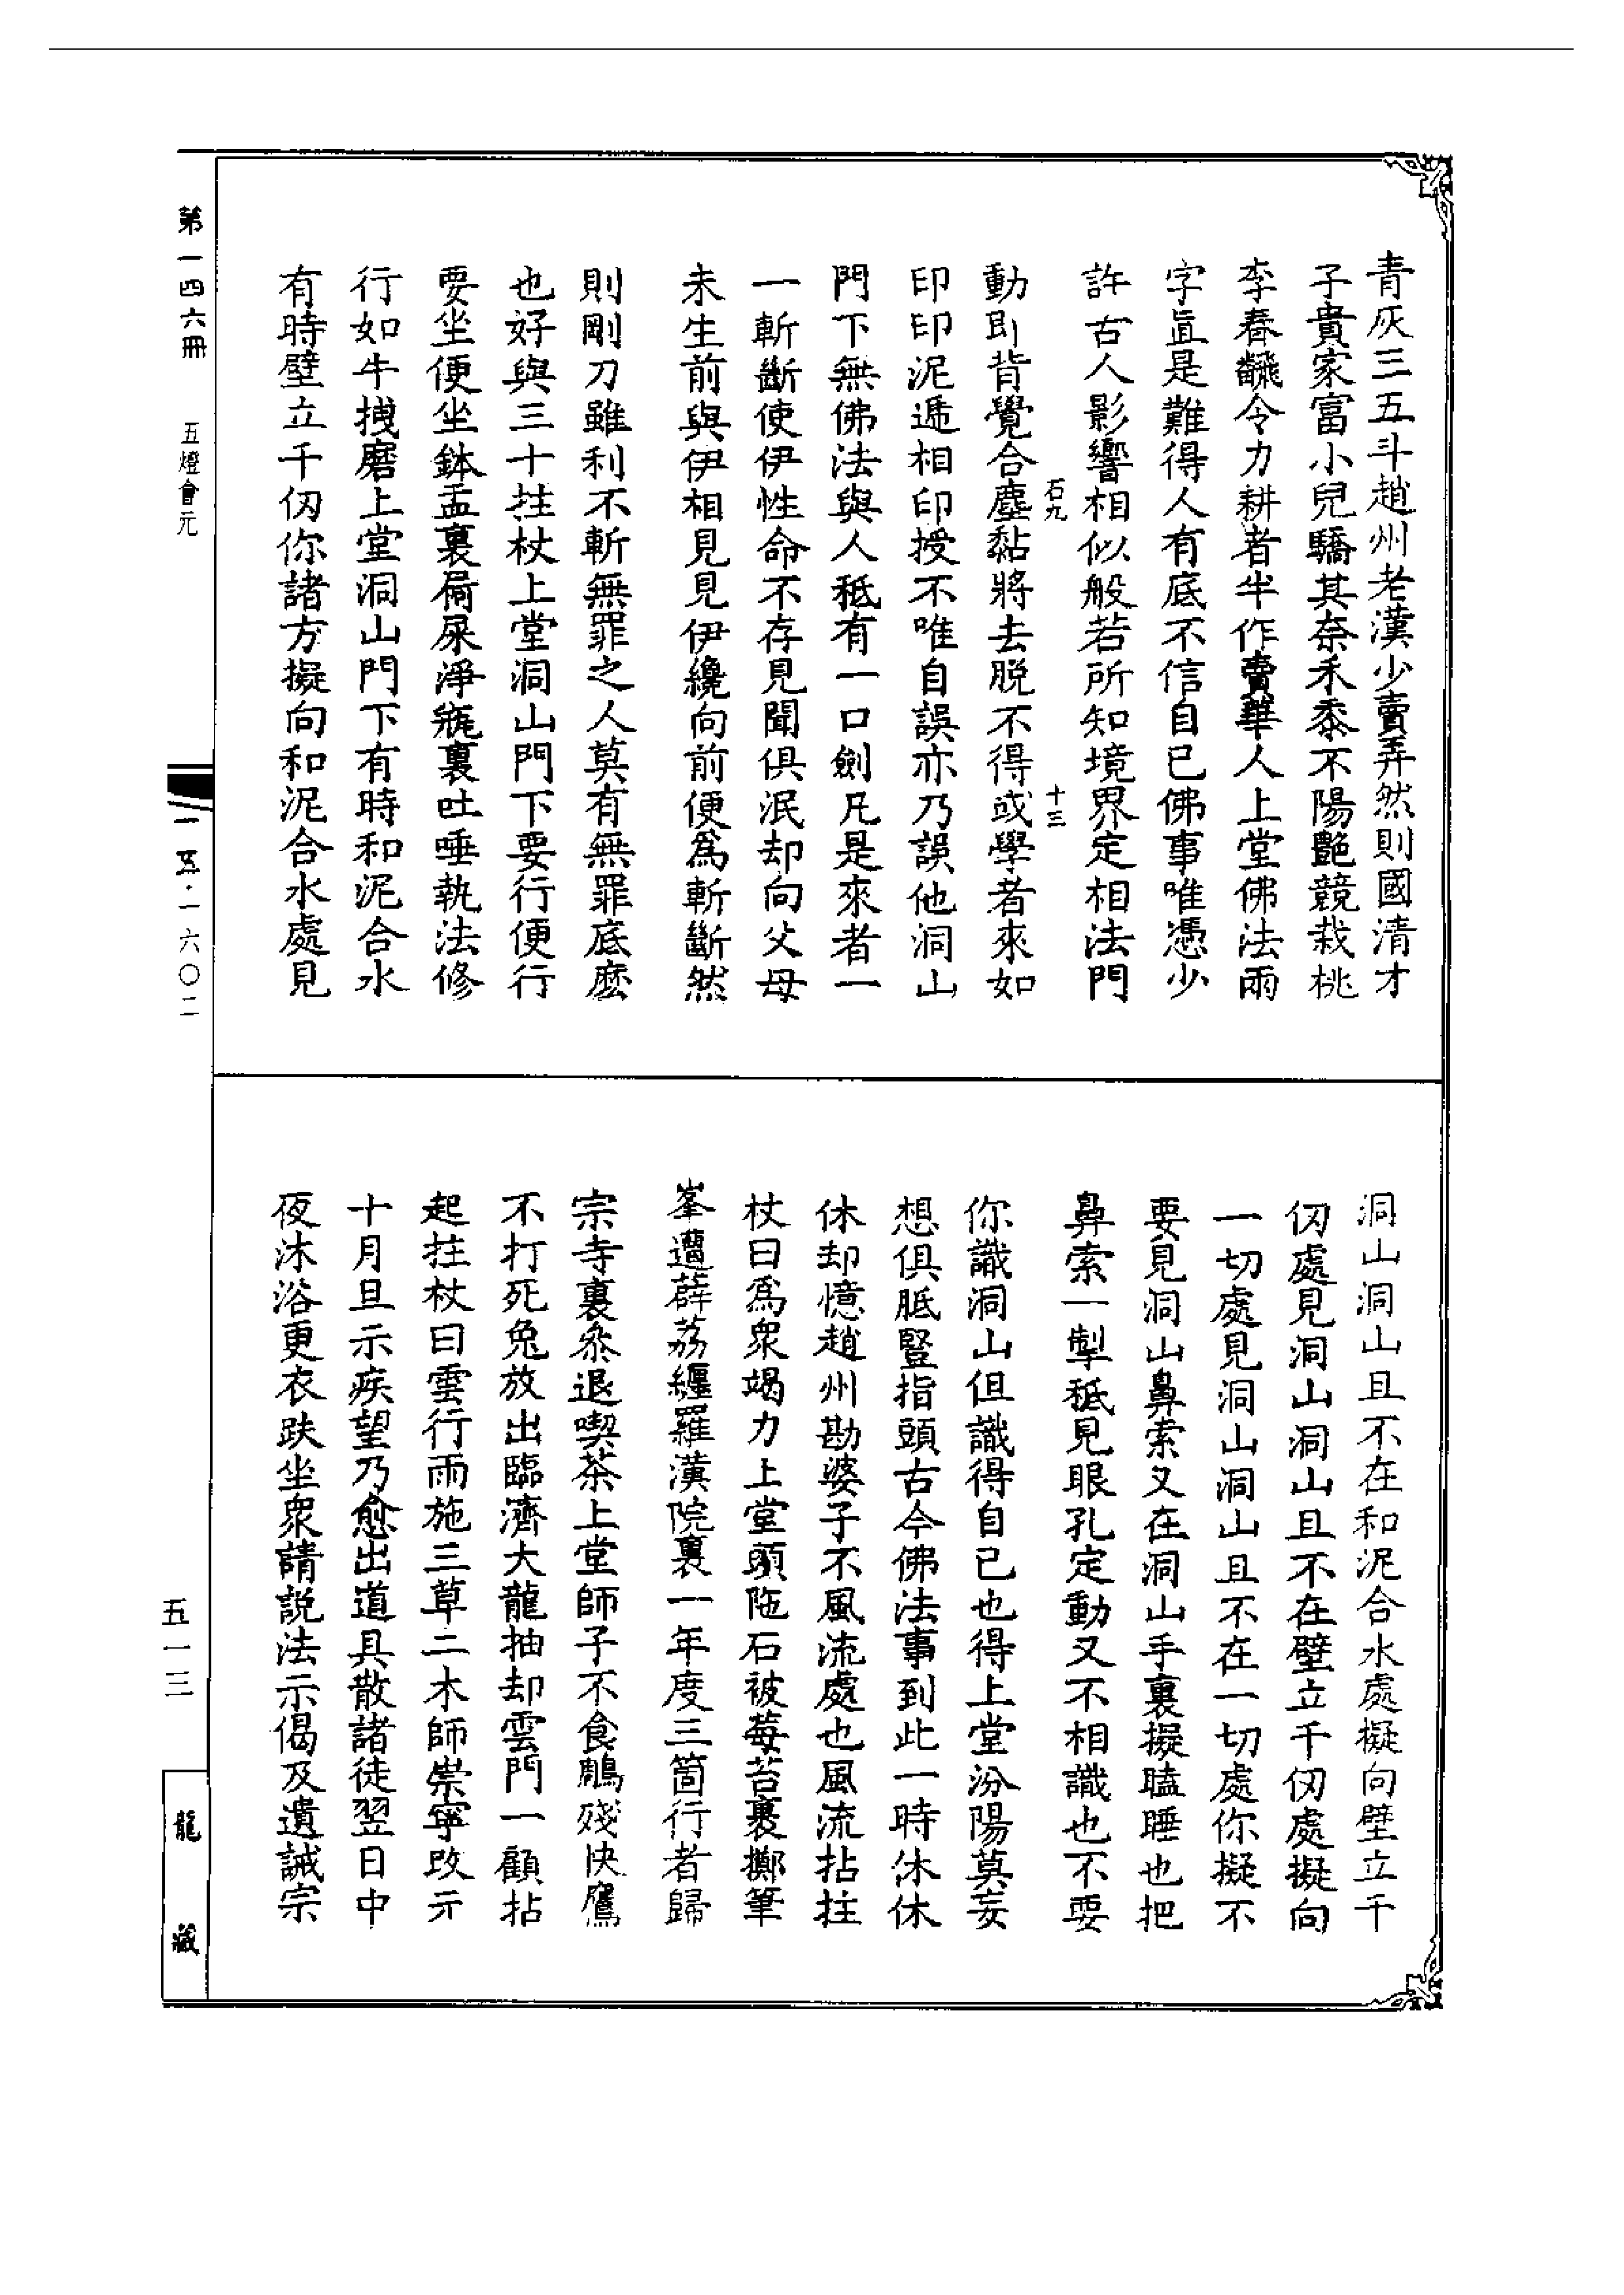 青灰三五斗趙州老漢少賣弄然則國清才
子貴家富小兒驕其奈禾黍不陽艷競栽桃
李春翻令力耕者半作賣華人上堂佛法兩
字直是難得人有底不信自已佛事唯憑少
許古人影響相似般若所知境界定相法門
石九
十三
動即背覺合塵黏將去脫不得或學者來如
印印泥遞相印授不唯自誤亦乃誤他洞山
門下無佛法與人秪有一口劍凡是來者一
一斬斷使伊性命不存見聞俱泯却向父母
未生前與伊相見見伊纔向前便為斬斷然
則剛刀雖利不斬無罪之人莫有無罪底麼
也好與三十拄杖上堂洞山門下要行便行
要坐便坐鉢盂裏屙屎淨瓶裏吐唾執法修
行如牛拽磨上堂洞山門下有時和泥合水
有時壁立千仞你諸方擬向和泥合水處見
洞山洞山且不在和泥合水處擬向壁立千
仞處見洞山洞山且不在壁立千仞處擬向
一切處見洞山洞山且不在一切處你擬不
要見洞山鼻索又在洞山手裏擬瞌睡也把
鼻索一掣秪見眼孔定動又不相識也不要
你識洞山但識得自己也得上堂汾陽莫妄
想俱胝豎指頭古今佛法事到此一時休休
休却憶趙州勘婆子不風流處也風流拈拄
杖曰為衆竭力上堂頭陁石被莓苔裹擲筆
峯遭薜荔纏羅漢院裏一年度三箇行者歸
宗寺裏叅退喫茶上堂師子不食鵰殘快鷹
不打死兔放出臨濟大龍抽却雲門一顧拈
起拄杖曰雲行雨施三草二木師崇寧改元
十月旦示疾望乃愈出道具散諸徒翌日中
夜沐浴更衣趺坐衆請説法示偈及遺誡宗
第一四六冊
五燈會元
一五·一六〇二
五一三
龍藏